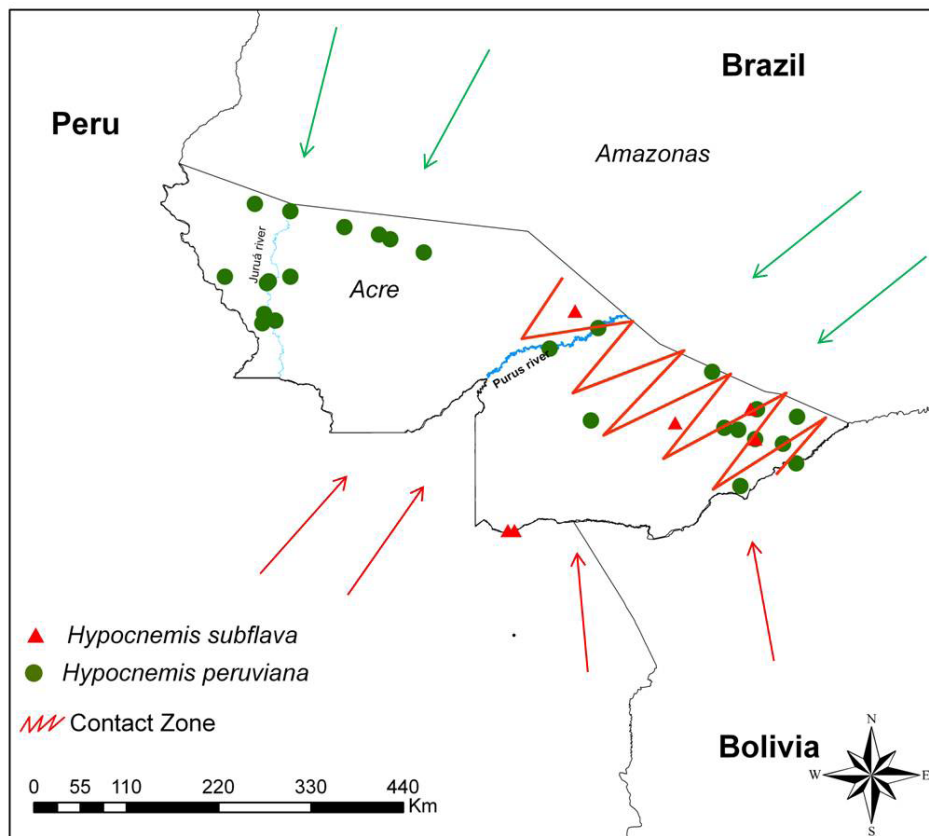 Brazil
Peru
Amazonas
Juruá river
Acre
Purus river
Hypocnemis subflava
Hypocnemis peruviana
Contact Zone
Bolivia
N
W
E
S
0 55 110 220 330 440
Km